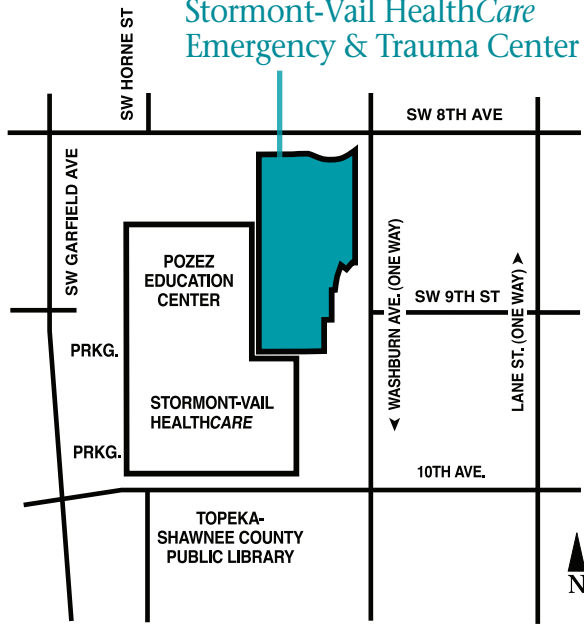 Stormont-Vail HealthCare
Emergency & Trauma Center
SW HORNE ST
SW 8TH AVE
SW GARFIELD AVE
POZEZ
EDUCATION
CENTER
WASHBURN AVE. (ONE WAY)
LANE ST. (ONE WAY)
SW 9TH ST
PRKG.
STORMONT-VAIL
HEALTHCARE
PRKG.
10TH AVE.
TOPEKA-
SHAWNEE COUNTY
PUBLIC LIBRARY
N